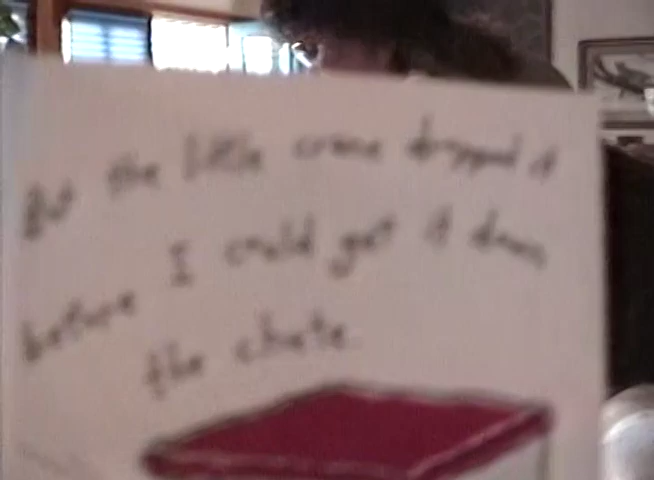 But the little crane dropped it
before I could get it down
the chute.